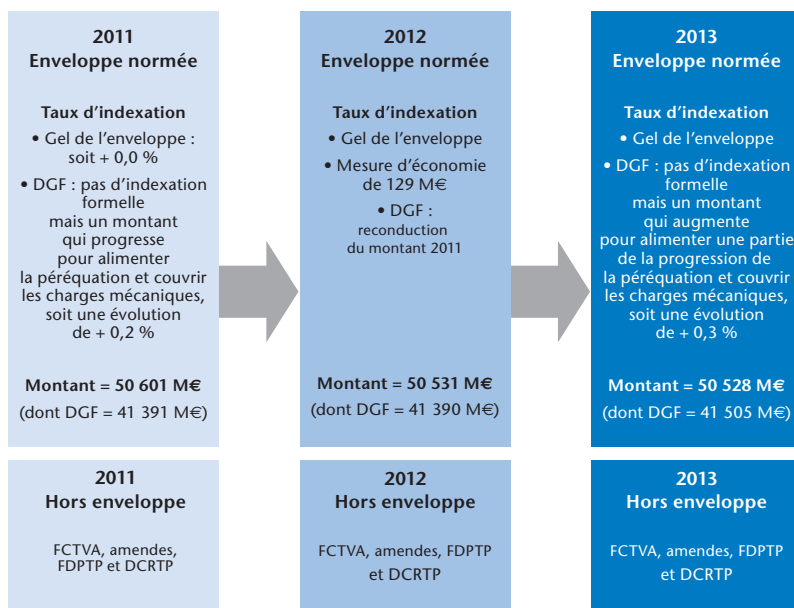 2011
Enveloppe normée
Taux d'indexation
• Gel de l'enveloppe :
soit + 0,0 %
• DGF : pas d'indexation
formelle
mais un montant
qui progresse
pour alimenter
la péréquation et couvrir
les charges mécaniques,
soit une évolution
de + 0,2 %
Montant = 50 601 M€
(dont DGF = 41 391 M€)
2012
Enveloppe normée
Taux d'indexation
• Gel de l'enveloppe
• Mesure d'économie
de 129 M€
• DGF :
reconduction
du montant 2011
Montant = 50 531 M€
(dont DGF = 41 390 M€)
2013
Enveloppe normée
Taux d'indexation
• Gel de l'enveloppe
• DGF : pas d'indexation
formelle
mais un montant
qui augmente
pour alimenter une partie
de la progression de
la péréquation et couvrir
les charges mécaniques,
soit une évolution
de + 0,3 %
Montant = 50 528 M€
(dont DGF = 41 505 M€)
2011
Hors enveloppe
FCTVA, amendes,
FDPTP et DCRTP
2012
Hors enveloppe
FCTVA, amendes, FDPTP
et DCRTP
2013
Hors enveloppe
FCTVA, amendes, FDPTP
et DCRTP